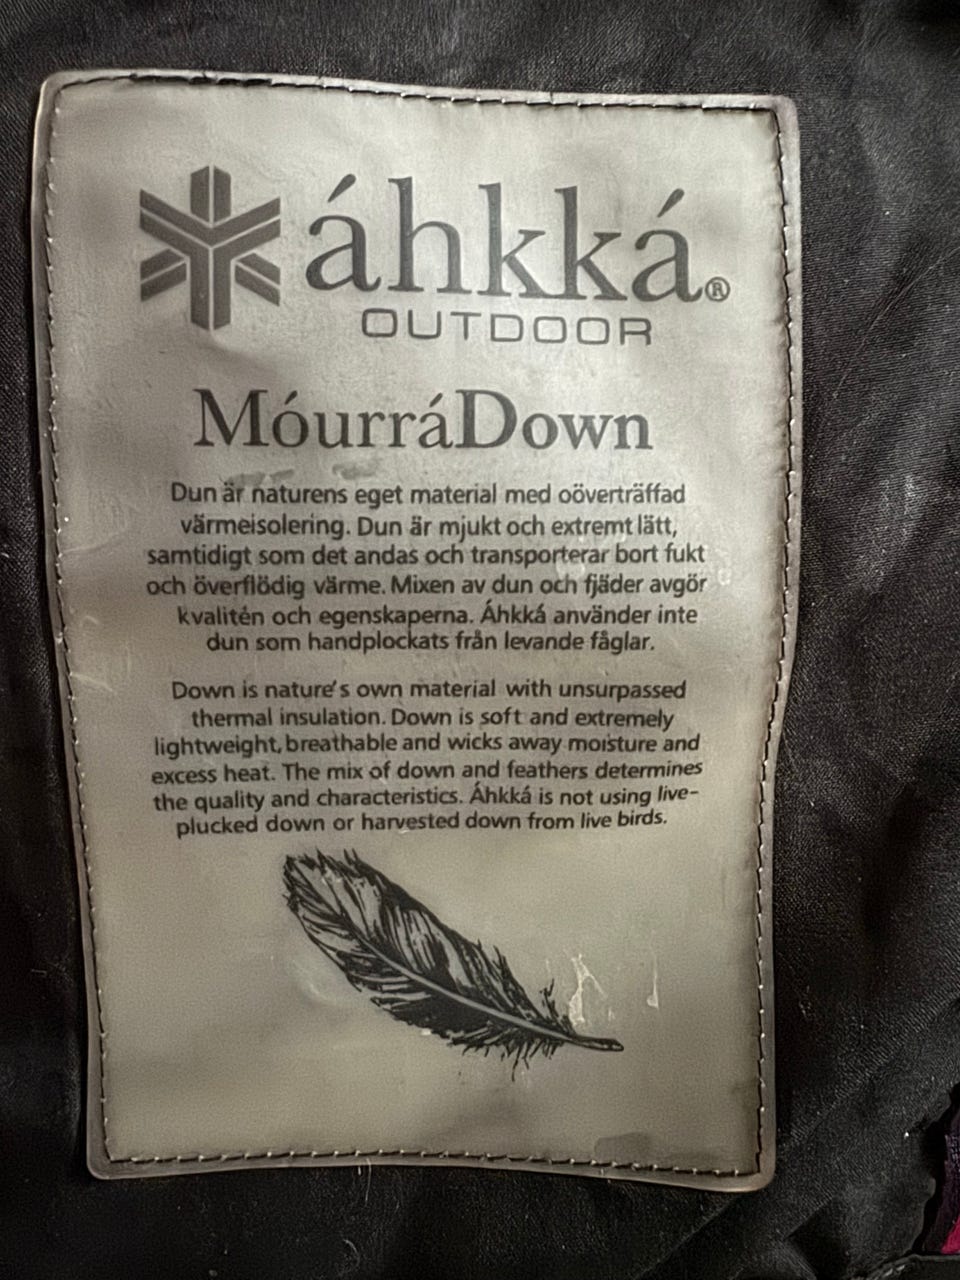 áhkká®
OUTDOOR
MóurráDown
Dun är naturens eget material med oöverträffad
värmeisolering. Dun är mjukt och extremt lätt,
samtidigt som det andas och transporterar bort fukt
och överflödig värme. Mixen av dun och fjäder avgör
kvalitén och egenskaperna. Áhkká använder inte
dun som handplockats från levande fåglar.
Down is nature's own material with unsurpassed
thermal insulation. Down is soft and extremely
lightweight, breathable and wicks away moisture and
excess heat. The mix of down and feathers determines
the quality and characteristics. Áhkká is not using live-
plucked down or harvested down from live birds.